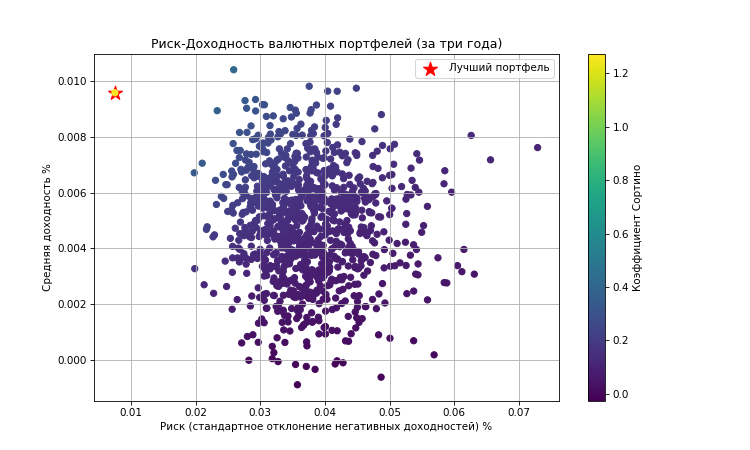 Риск-Доходность валютных портфелей (за три года)
Лучший портфель
Средняя доходность %
0.010
0.008
0.006
0.004
0.002
0.000
0.01 0.02 0.03 0.04 0.05 0.06 0.07
Риск (стандартное отклонение негативных доходностей) %
1.2
1.0
0.8
0.6
0.4
0.2
0.0
Коэффициент Сортино